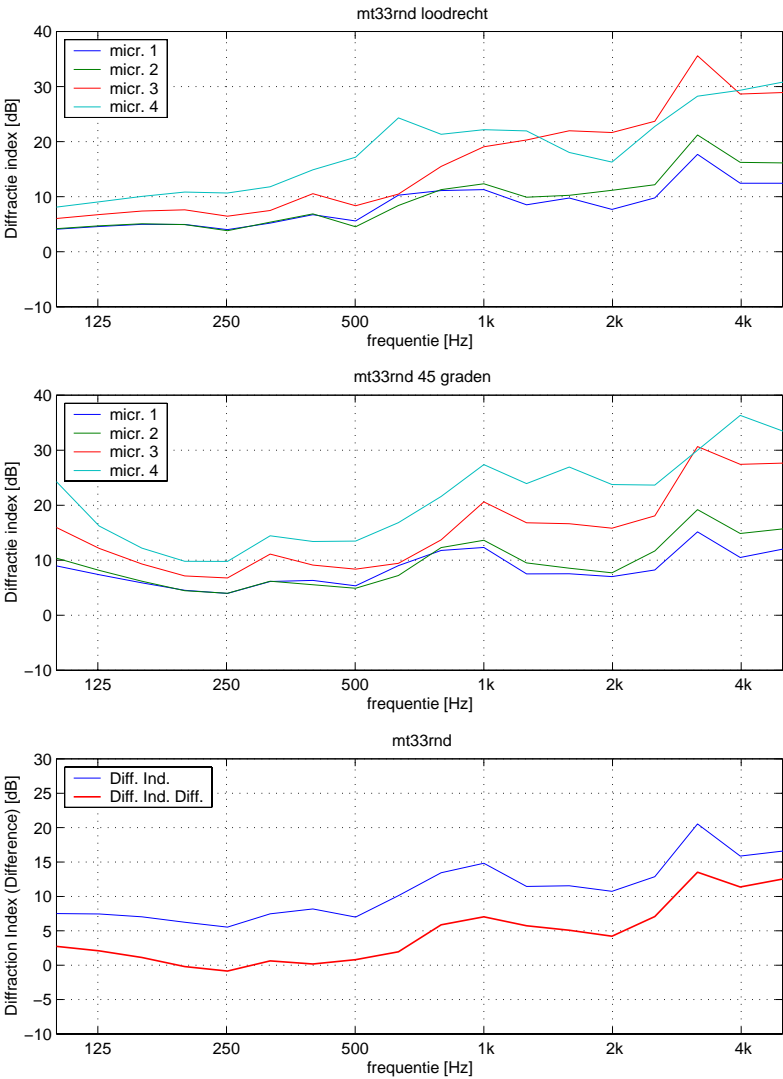 mt33rnd loodrecht
Diffractie index [dB]
40
30
20
10
0
−10
micr. 1
micr. 2
micr. 3
micr. 4
125 250 500 1k 2k 4k
frequentie [Hz]
mt33rnd 45 graden
Diffractie index [dB]
40
30
20
10
0
−10
micr. 1
micr. 2
micr. 3
micr. 4
125 250 500 1k 2k 4k
frequentie [Hz]
mt33rnd
Diffraction Index (Difference) [dB]
30
25
20
15
10
5
0
−5
−10
Diff. Ind.
Diff. Ind. Diff.
125 250 500 1k 2k 4k
frequentie [Hz]